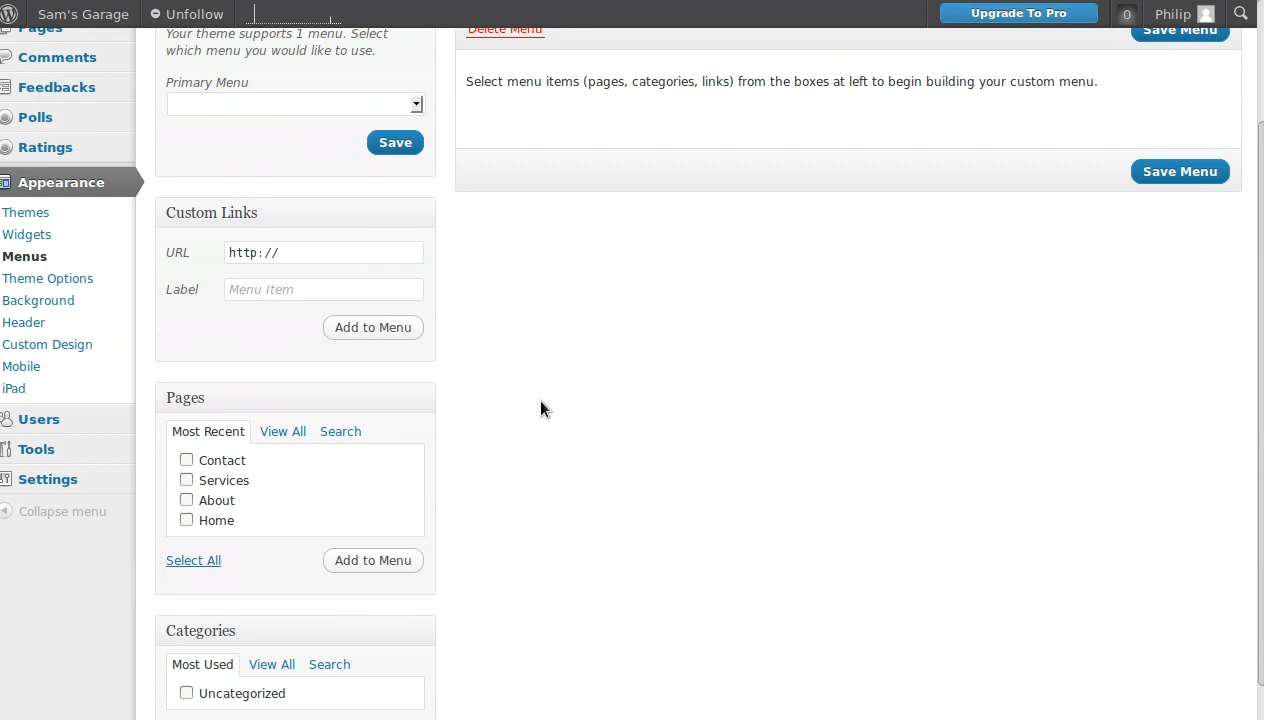 Sam's Garage
Unfollow
Upgrade To Pro
0
Philip
Pages
Comments
Feedbacks
Polls
Ratings
Appearance
Themes
Widgets
Menus
Theme Options
Background
Header
Custom Design
Mobile
iPad
Users
Tools
Settings
Collapse menu
Your theme supports 1 menu. Select
which menu you would like to use.
Primary Menu
Save
Custom Links
URL http://
Label Menu Item
Add to Menu
Pages
Most Recent View All Search
Contact
Services
About
Home
Select All Add to Menu
Categories
Most Used View All Search
Uncategorized
Delete Menu Save Menu
Select menu items (pages, categories, links) from the boxes at left to begin building your custom menu.
Save Menu